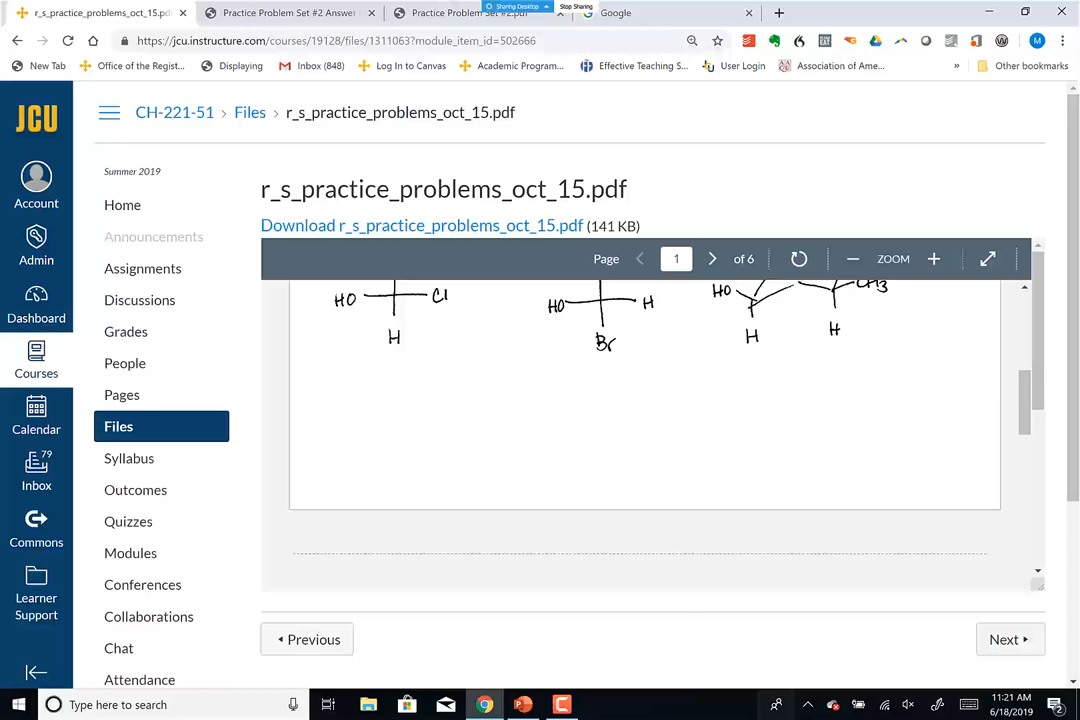 r_s_practice_problems_oct_15.pdf
Practice Problem Set #2 Answer
Practice Problem Set #2.pdf
Sharing Desktop
Stop Sharing
Google
https://jcu.instructure.com/courses/19128/files/1311063?module_item_id=502666
New Tab
Office of the Regist...
Displaying
Inbox (848)
Log In to Canvas
Academic Program...
Effective Teaching S...
User Login
Association of Ame...
»
Other bookmarks
JCU
Account
Admin
Dashboard
Courses
Calendar
79
Inbox
Commons
Learner
Support
CH-221-51 › Files › r_s_practice_problems_oct_15.pdf
Summer 2019
Home
Announcements
Assignments
Discussions
Grades
People
Pages
Files
Syllabus
Outcomes
Quizzes
Modules
Conferences
Collaborations
Chat
Attendance
r_s_practice_problems_oct_15.pdf
Download r_s_practice_problems_oct_15.pdf (141 KB)
Page 1 of 6 ZOOM
HO Cl
H
HO H
Br
HO CH3
H H
Previous
Next
Type here to search
11:21 AM
6/18/2019
2